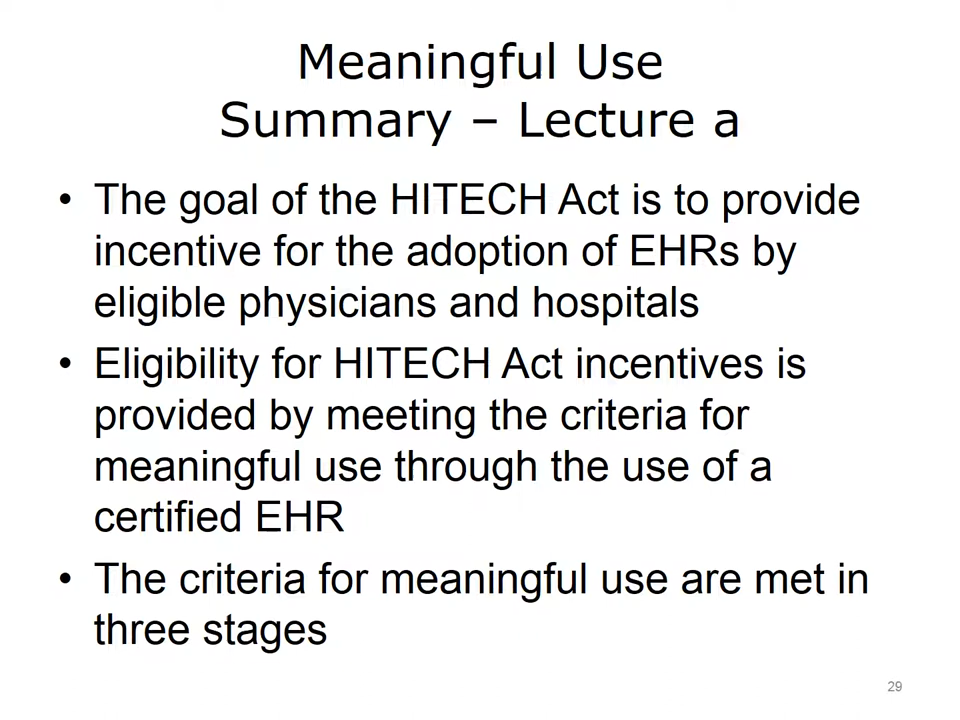 Meaningful Use
Summary – Lecture a
• The goal of the HITECH Act is to provide
incentive for the adoption of EHRs by
eligible physicians and hospitals
• Eligibility for HITECH Act incentives is
provided by meeting the criteria for
meaningful use through the use of a
certified EHR
• The criteria for meaningful use are met in
three stages
29